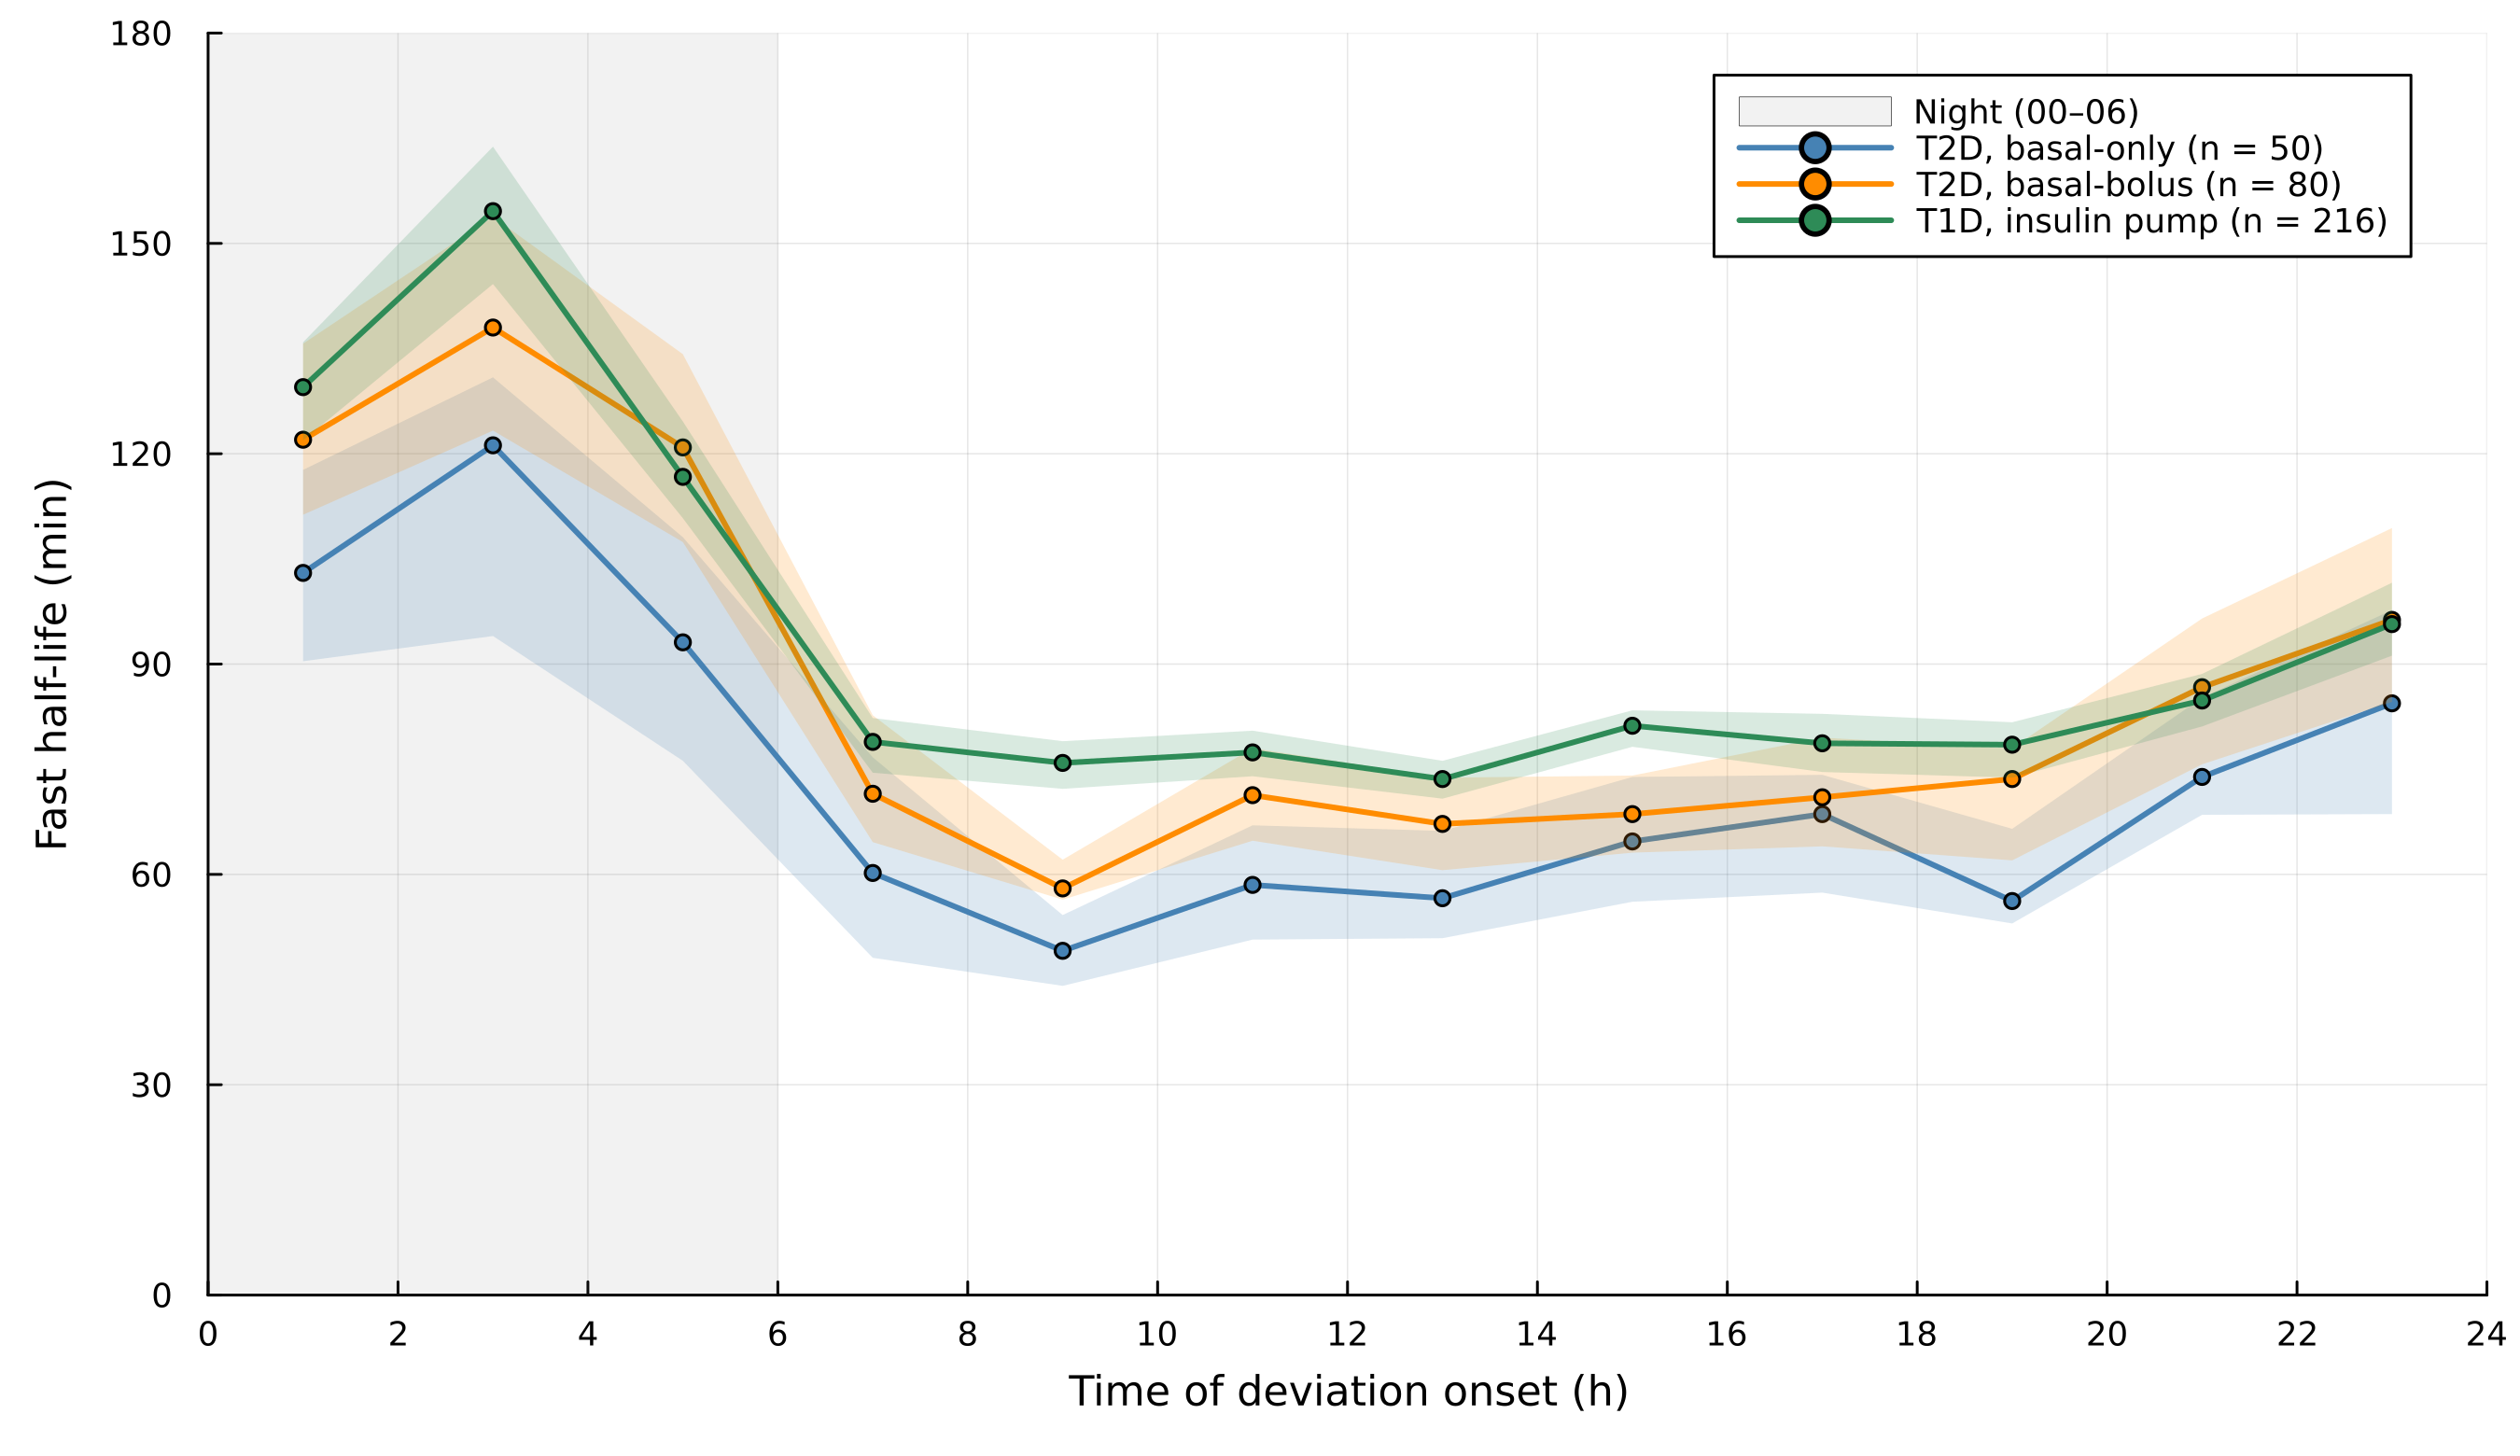 180
150
120
90
60
30
0
Fast half-life (min)
Night (00–06)
T2D, basal-only (n = 50)
T2D, basal-bolus (n = 80)
T1D, insulin pump (n = 216)
0 2 4 6 8 10 12 14 16 18 20 22 24
Time of deviation onset (h)